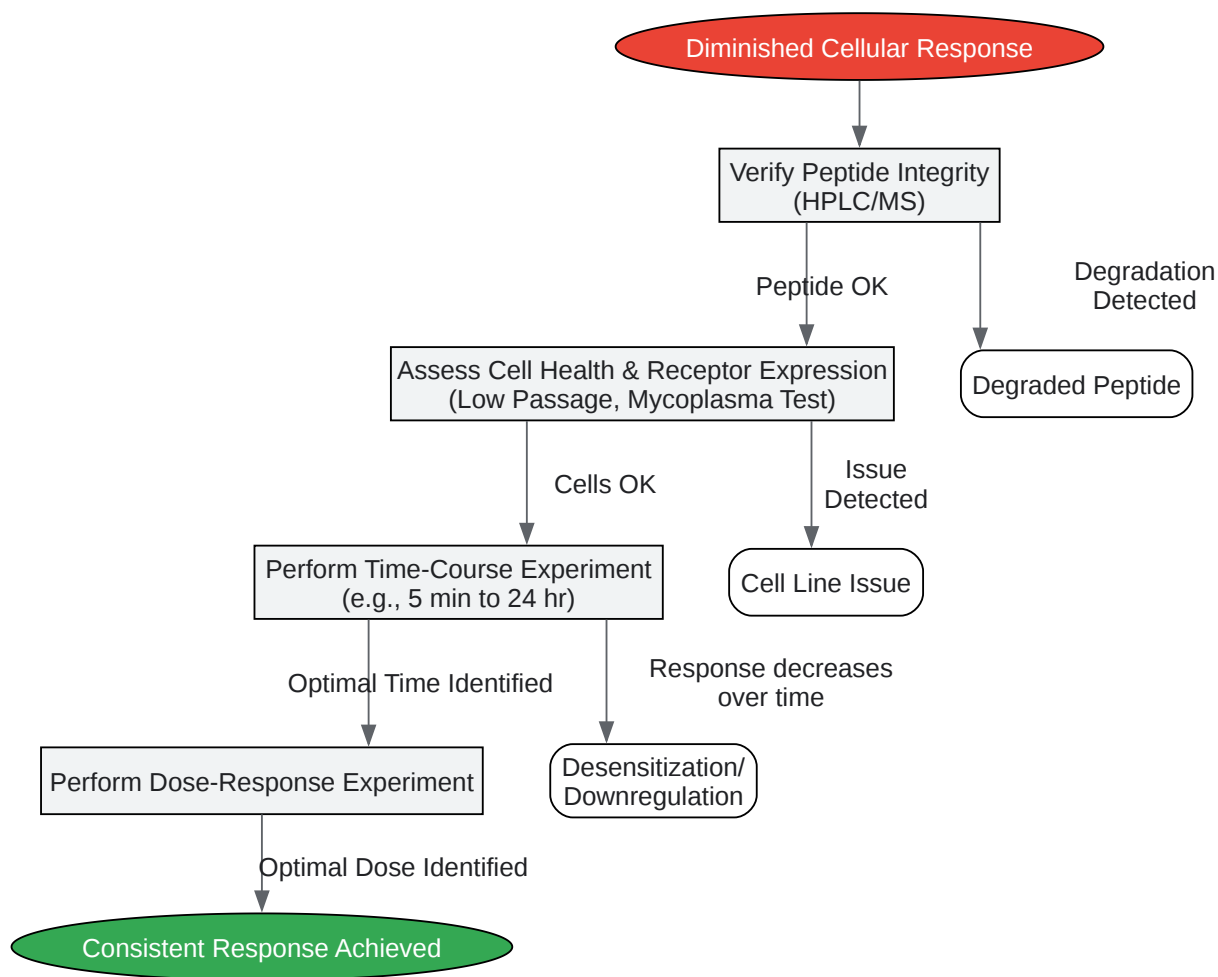 Diminished Cellular Response
Verify Peptide Integrity
(HPLC/MS)
Peptide OK
Degradation
Detected
Assess Cell Health & Receptor Expression
(Low Passage, Mycoplasma Test)
Degraded Peptide
Cells OK
Issue
Detected
Perform Time-Course Experiment
(e.g., 5 min to 24 hr)
Cell Line Issue
Optimal Time Identified
Response decreases
over time
Perform Dose-Response Experiment
Desensitization/
Downregulation
Optimal Dose Identified
Consistent Response Achieved